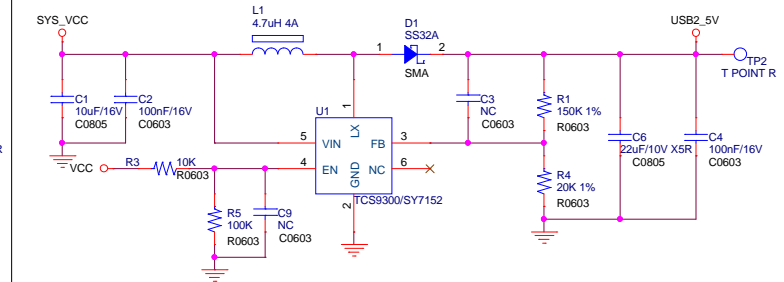 SYS_VCC
L1
4.7uH 4A
D1
SS32A
1
2
SMA
USB2_5V
TP2
T POINT R
C1
10uF/16V
C0805
C2
100nF/16V
C0603
U1
1
LX
5
VIN
FB
3
4
EN
NC
6
GND
2
TCS9300/SY7152
C3
NC
C0603
R1
150K 1%
R0603
R4
20K 1%
R0603
C6
22uF/10V X5R
C0805
C4
100nF/16V
C0603
R
VCC
R3
10K
R0603
R5
100K
R0603
C9
NC
C0603